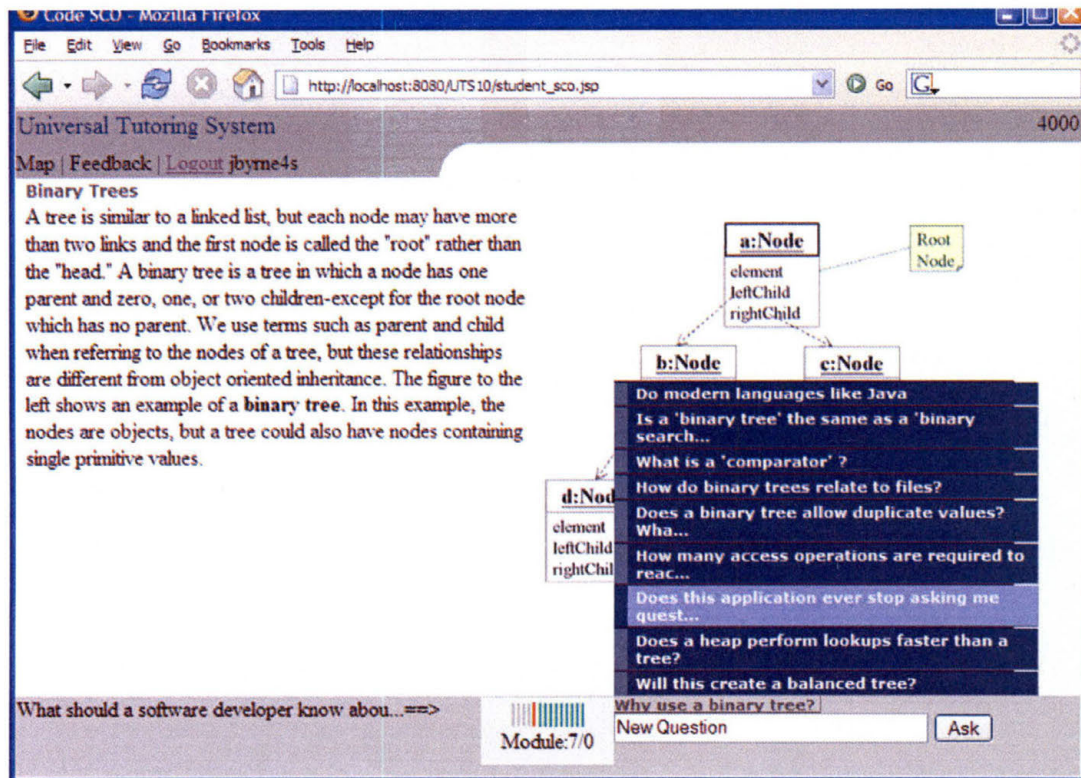 Code SCO - Mozilla Firefox
File Edit View Go Bookmarks Tools Help
http://localhost:8080/UTS10/student_sco.jsp Go G
Universal Tutoring System 4000
Map | Feedback | Logout jbyrne4s
Binary Trees
A tree is similar to a linked list, but each node may have more
than two links and the first node is called the "root" rather than
the "head." A binary tree is a tree in which a node has one
parent and zero, one, or two children-except for the root node
which has no parent. We use terms such as parent and child
when referring to the nodes of a tree, but these relationships
are different from object oriented inheritance. The figure to the
left shows an example of a binary tree. In this example, the
nodes are objects, but a tree could also have nodes containing
single primitive values.
a:Node
element
leftChild
rightChild
Root
Node
b:Node
c:Node
d:Nod
element
leftChild
rightChil
Do modern languages like Java
Is a 'binary tree' the same as a 'binary
search...
What is a 'comparator' ?
How do binary trees relate to files?
Does a binary tree allow duplicate values?
Wha...
How many access operations are required to
reac...
Does this application ever stop asking me
quest...
Does a heap perform lookups faster than a
tree?
Will this create a balanced tree?
Why use a binary tree?
What should a software developer know abou...==>
Module:7/0
New Question Ask